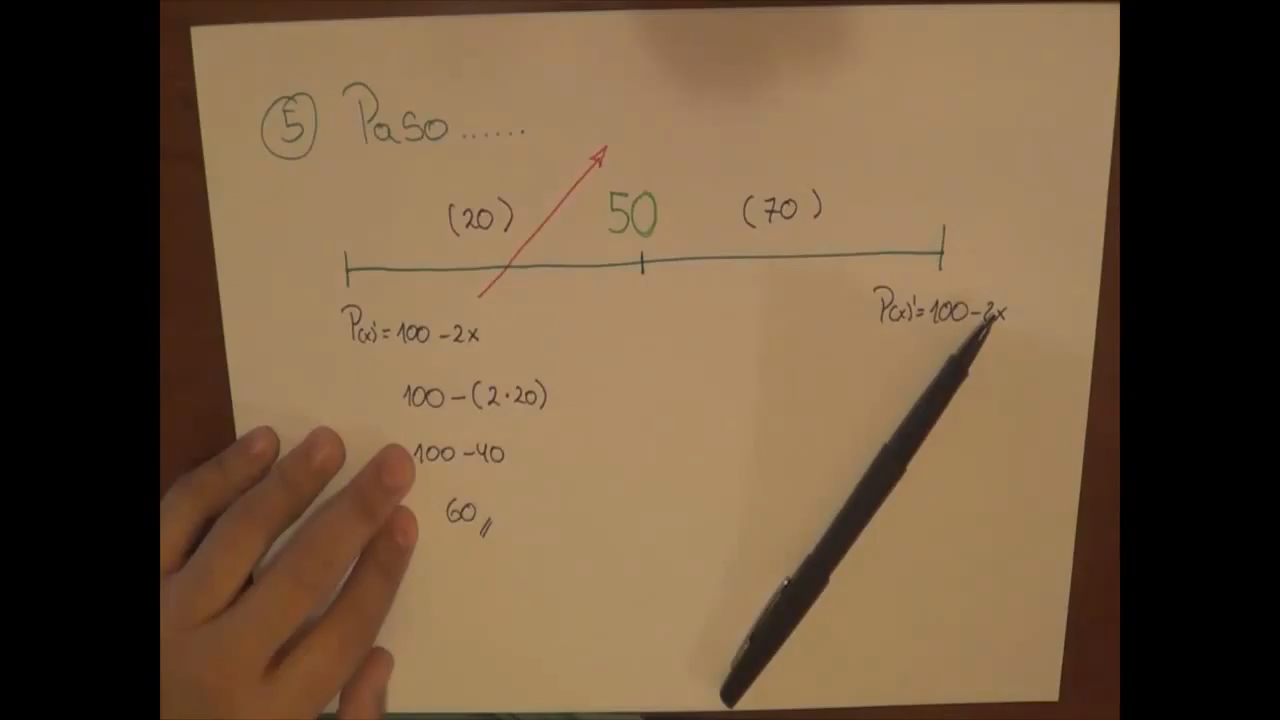 5 Paso......
(20) 50 (70)
P(x)'= 100 - 2x
P(x)'= 100 - 2x
100 - (2·20)
100 - 40
60